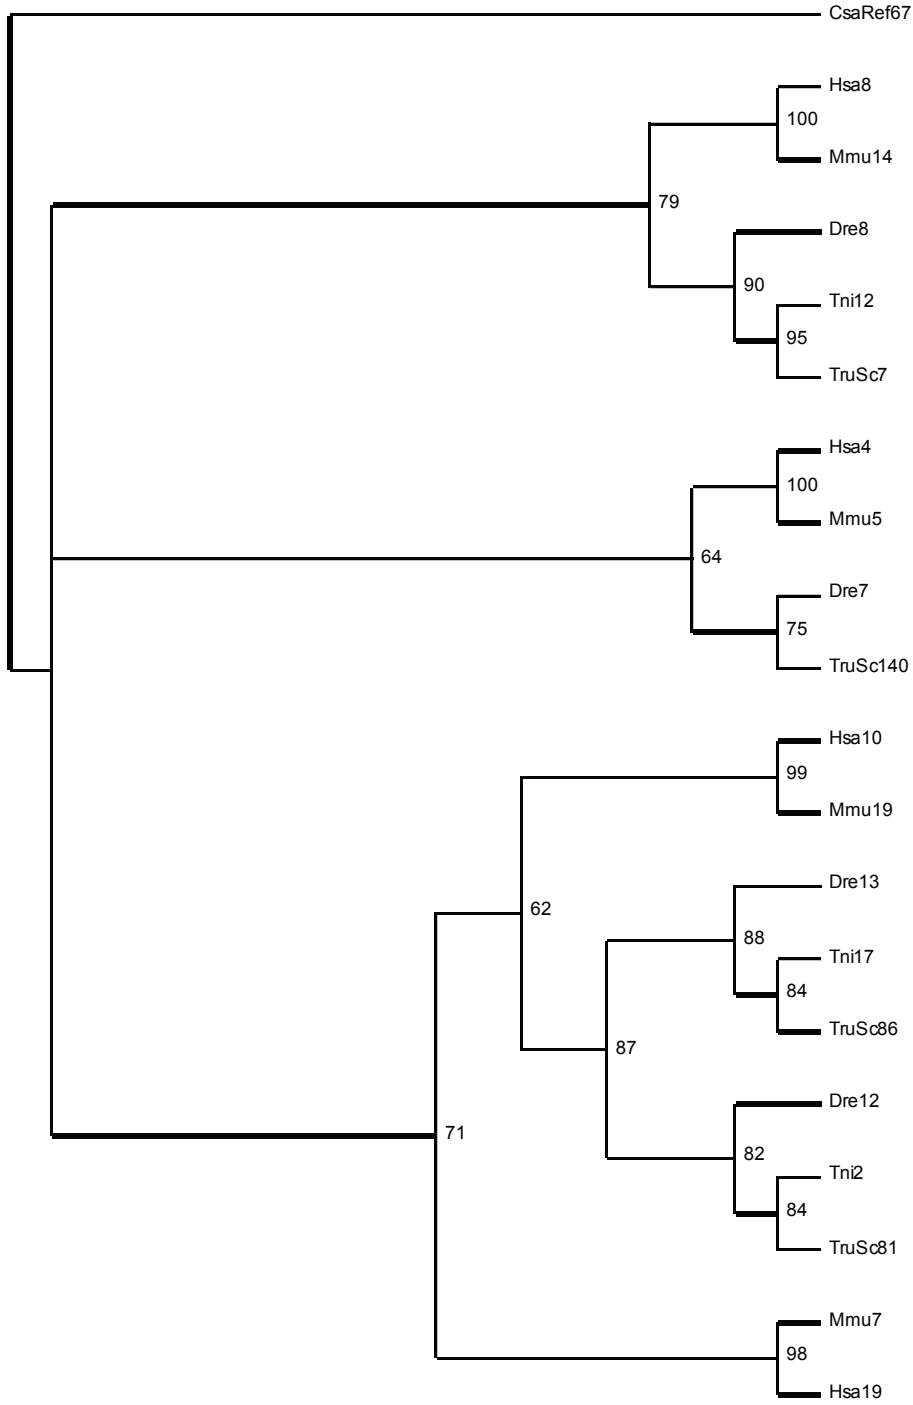 CsaRef67
Hsa8
100
Mmu14
79
Dre8
90
Tni12
95
TruSc7
Hsa4
100
Mmu5
64
Dre7
75
TruSc140
Hsa10
99
Mmu19
Dre13
62
88
Tni17
84
TruSc86
87
Dre12
71
82
Tni2
84
TruSc81
Mmu7
98
Hsa19